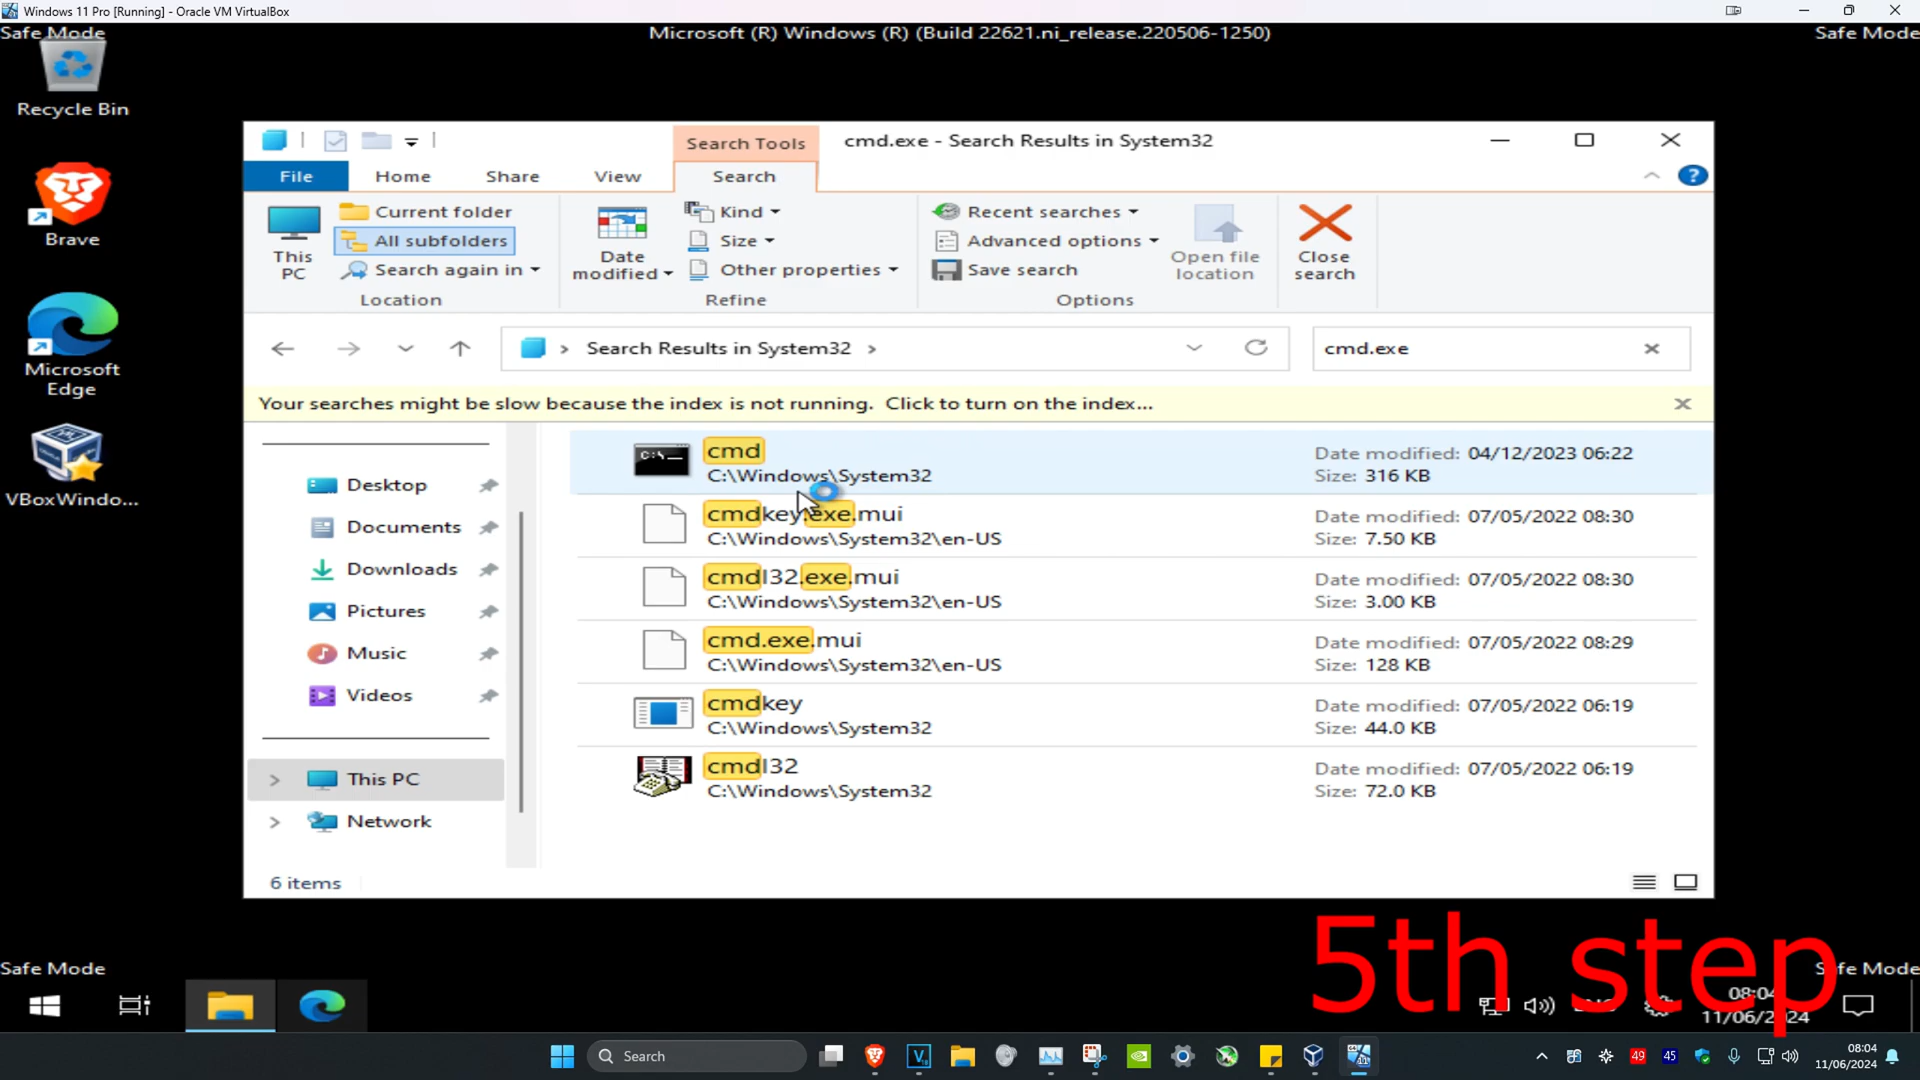 Windows 11 Pro [Running] - Oracle VM VirtualBox
Safe Mode
Microsoft (R) Windows (R) (Build 22621.ni_release.220506-1250)
Safe Mode
Recycle Bin
Brave
Microsoft
Edge
VBoxWindo...
Search Tools
cmd.exe - Search Results in System32
File
Home
Share
View
Search
This
PC
Current folder
All subfolders
Search again in
Location
Date
modified
Kind
Size
Other properties
Refine
Recent searches
Advanced options
Save search
Options
Open file
location
Close
search
Search Results in System32
cmd.exe
Your searches might be slow because the index is not running. Click to turn on the index...
Desktop
Documents
Downloads
Pictures
Music
Videos
This PC
Network
cmd
C:\Windows\System32
Date modified: 04/12/2023 06:22
Size: 316 KB
cmdkey.exe.mui
C:\Windows\System32\en-US
Date modified: 07/05/2022 08:30
Size: 7.50 KB
cmdl32.exe.mui
C:\Windows\System32\en-US
Date modified: 07/05/2022 08:30
Size: 3.00 KB
cmd.exe.mui
C:\Windows\System32\en-US
Date modified: 07/05/2022 08:29
Size: 128 KB
cmdkey
C:\Windows\System32
Date modified: 07/05/2022 06:19
Size: 44.0 KB
cmdl32
C:\Windows\System32
Date modified: 07/05/2022 06:19
Size: 72.0 KB
6 items
5th step
Safe Mode
Safe Mode
08:04
11/06/2024
Search
49
45
08:04
11/06/2024